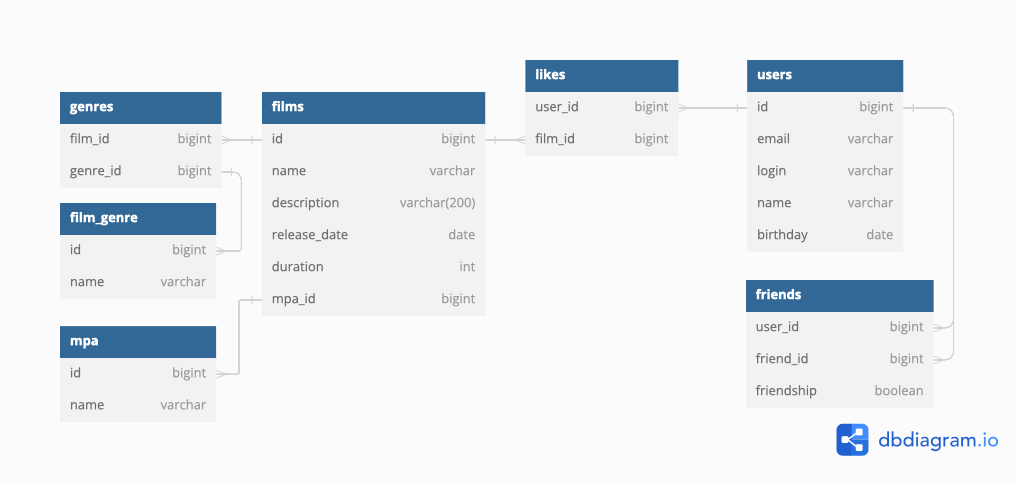 genres
film_id bigint
genre_id bigint
film_genre
id bigint
name varchar
mpa
id bigint
name varchar
films
id bigint
name varchar
description varchar(200)
release_date date
duration int
mpa_id bigint
likes
user_id bigint
film_id bigint
users
id bigint
email varchar
login varchar
name varchar
birthday date
friends
user_id bigint
friend_id bigint
friendship boolean
dbdiagram.io